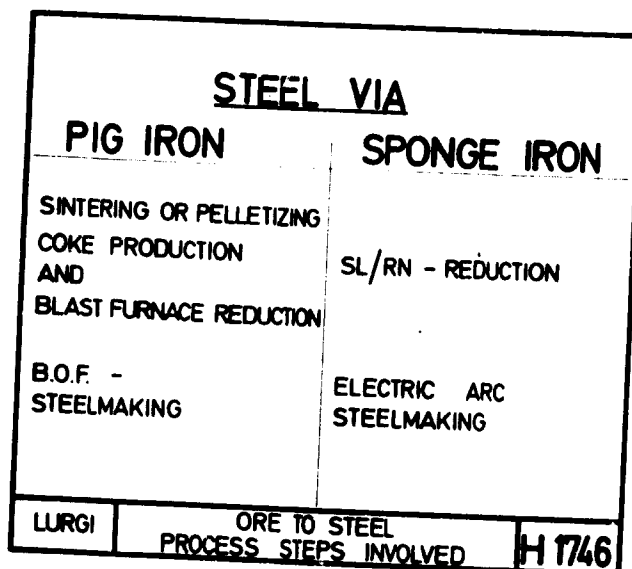 STEEL VIA
PIG IRON
SINTERING OR PELLETIZING
COKE PRODUCTION
AND
BLAST FURNACE REDUCTION
B.O.F. -
STEELMAKING
SPONGE IRON
SL/RN - REDUCTION
ELECTRIC ARC
STEELMAKING
LURGI
ORE TO STEEL
PROCESS STEPS INVOLVED
H 1746